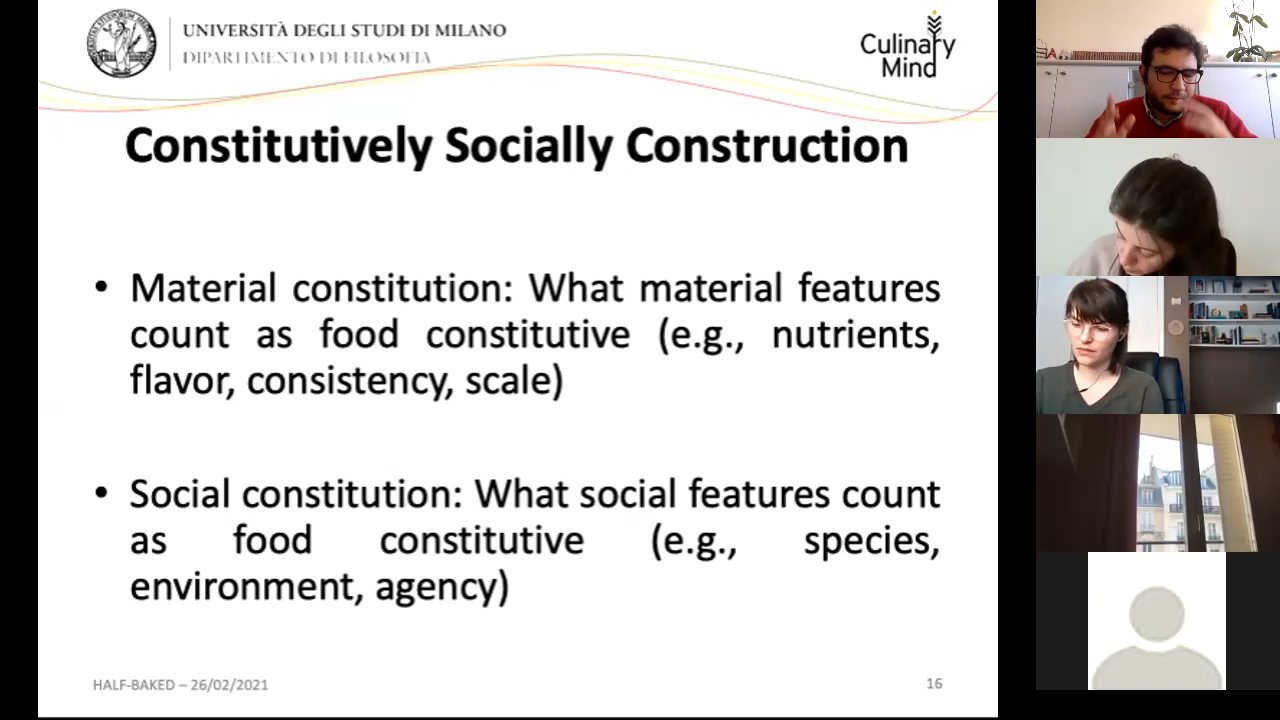 UNIVERSITÀ DEGLI STUDI DI MILANO
DIPARTIMENTO DI FILOSOFIA
Culinary
Mind
Constitutively Socially Construction
• Material constitution: What material features
count as food constitutive (e.g., nutrients,
flavor, consistency, scale)
• Social constitution: What social features count
as food constitutive (e.g., species,
environment, agency)
HALF-BAKED – 26/02/2021
16